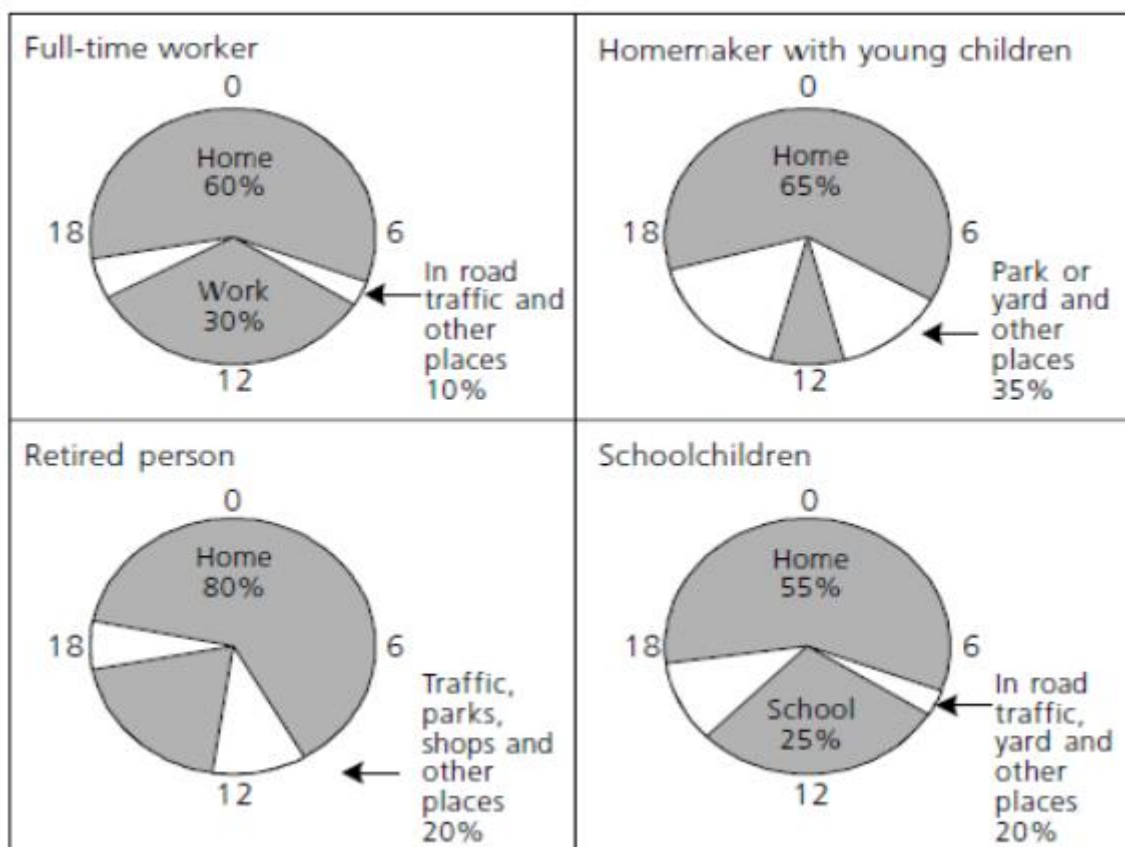 Full-time worker
0
Home
60%
18
6
Work
30%
12
In road
traffic and
other
places
10%
Homemaker with young children
0
Home
65%
18
6
12
Park or
yard and
other
places
35%
Retired person
0
Home
80%
18
6
12
Traffic,
parks,
shops and
other
places
20%
Schoolchildren
0
Home
55%
18
6
School
25%
12
In road
traffic,
yard and
other
places
20%